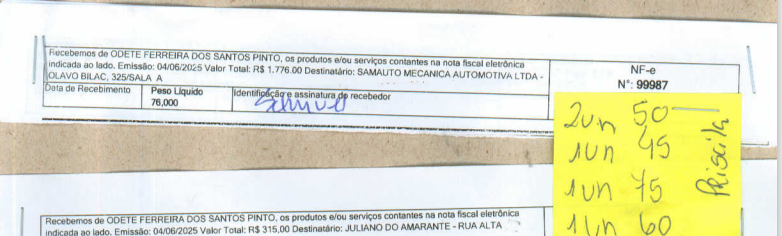 Recebemos de ODETE FERREIRA DOS SANTOS PINTO, os produtos e/ou serviços contantes na nota fiscal eletrônica
indicada ao lado. Emissão: 04/06/2025 Valor Total: R$ 1.776.00 Destinatário: SAMAUTO MECANICA AUTOMOTIVA LTDA -
OLAVO BILAC, 325/SALA A
NF-e
N°: 99987
Data de Recebimento
Peso Líquido
76,000
Identificação e assinatura do recebedor
Samuel
2un 50
1un 45
1un 75
1un 60
Priscila
Recebemos de ODETE FERREIRA DOS SANTOS PINTO, os produtos e/ou serviços contantes na nota fiscal eletrônica
indicada ao lado. Emissão: 04/06/2025 Valor Total: R$ 315,00 Destinatário: JULIANO DO AMARANTE - RUA ALTA